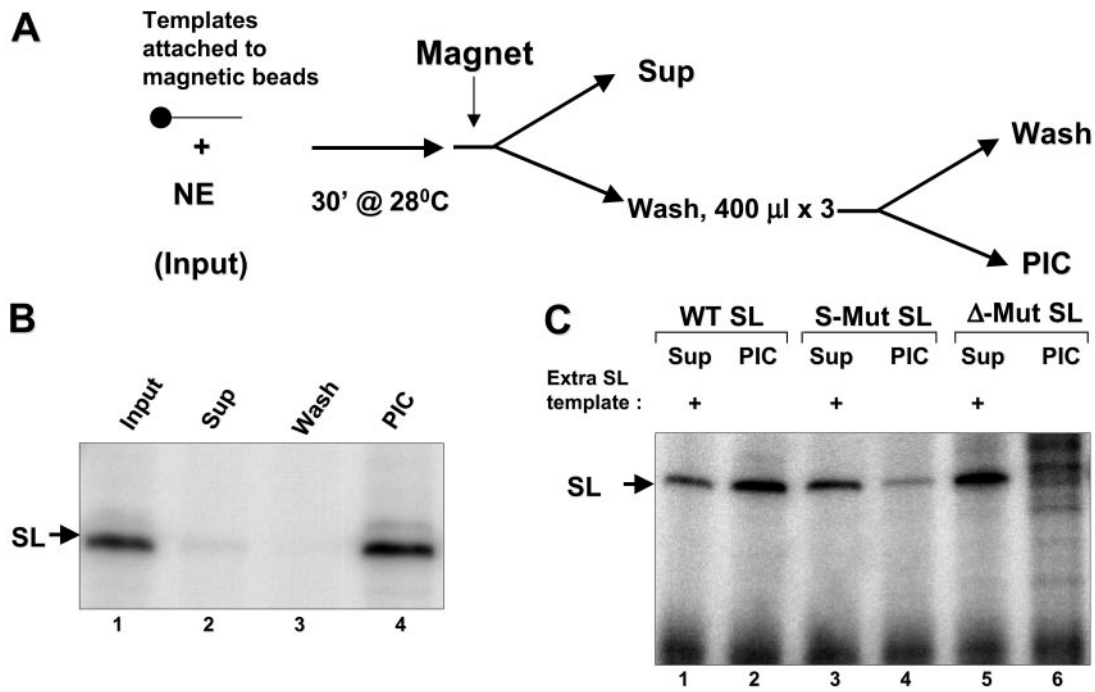 A
Templates
attached to
magnetic beads
+
NE
(Input)
30' @ 28⁰C
Magnet
Sup
Wash, 400 µl x 3
Wash
PIC
B
Input
Sup
Wash
PIC
SL
1 2 3 4
C
WT SL S-Mut SL Δ-Mut SL
Sup PIC Sup PIC Sup PIC
Extra SL
template : + + +
SL
1 2 3 4 5 6